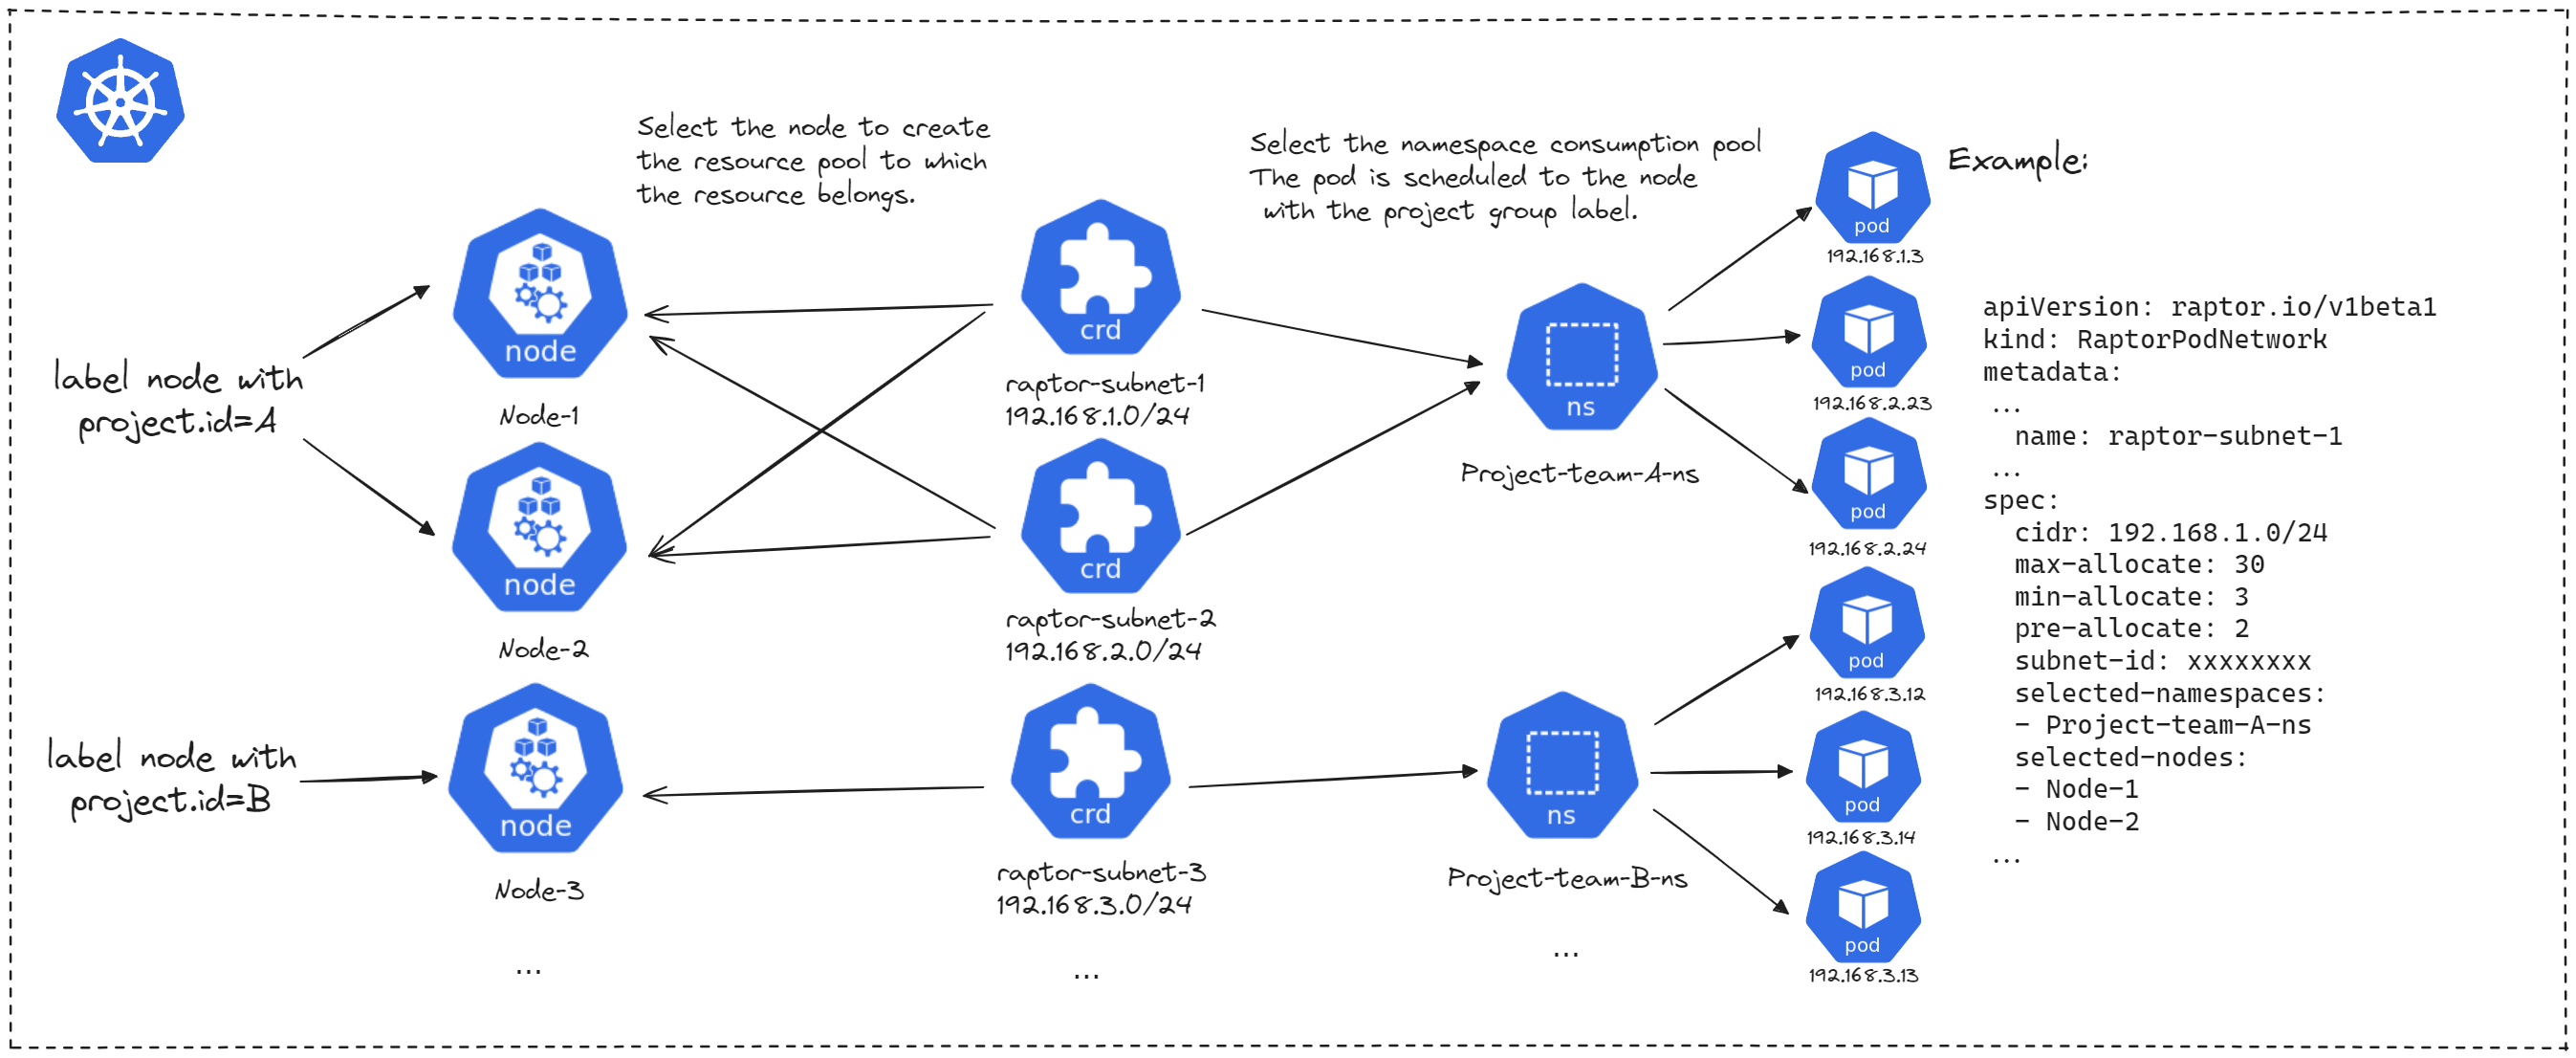 Select the node to create
the resource pool to which
the resource belongs.
Select the namespace consumption pool
The pod is scheduled to the node
with the project group label.
Example:
label node with
project.id=A
label node with
project.id=B
node
Node-1
node
Node-2
node
Node-3
...
crd
raptor-subnet-1
192.168.1.0/24
crd
raptor-subnet-2
192.168.2.0/24
crd
raptor-subnet-3
192.168.3.0/24
...
ns
Project-team-A-ns
ns
Project-team-B-ns
...
pod
192.168.1.3
pod
192.168.2.23
pod
192.168.2.24
pod
192.168.3.12
pod
192.168.3.14
pod
192.168.3.13
apiVersion: raptor.io/v1beta1
kind: RaptorPodNetwork
metadata:
...
name: raptor-subnet-1
...
spec:
cidr: 192.168.1.0/24
max-allocate: 30
min-allocate: 3
pre-allocate: 2
subnet-id: xxxxxxxx
selected-namespaces:
- Project-team-A-ns
selected-nodes:
- Node-1
- Node-2
...